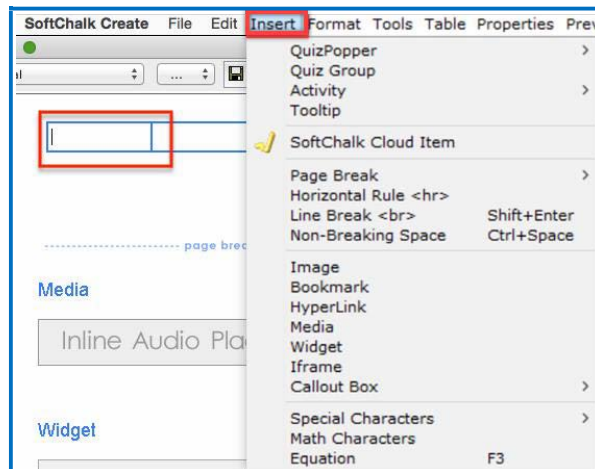 SoftChalk Create File Edit Insert Format Tools Table Properties Prev
al ...
QuizPopper
Quiz Group
Activity
Tooltip
SoftChalk Cloud Item
Page Break
Horizontal Rule <hr>
Line Break <br> Shift+Enter
Non-Breaking Space Ctrl+Space
page brea
Image
Bookmark
Media
HyperLink
Media
Inline Audio Pla
Widget
Iframe
Callout Box
Special Characters
Widget
Math Characters
Equation F3